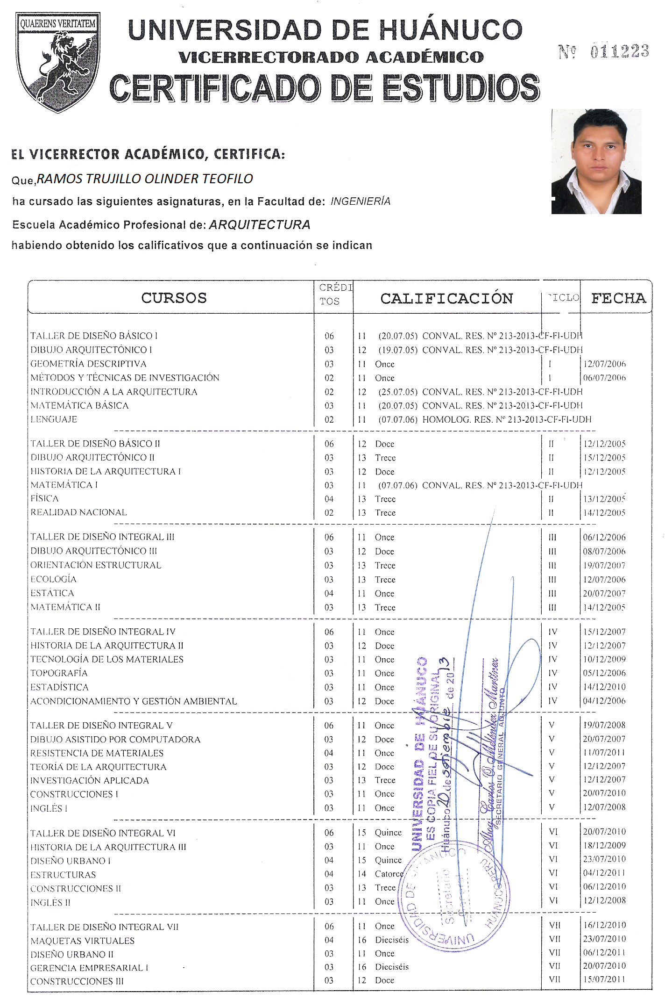 QUAERENS VERITATEM
UNIVERSIDAD DE HUÁNUCO
VICERRECTORADO ACADÉMICO
Nº 011223
CERTIFICADO DE ESTUDIOS
EL VICERRECTOR ACADÉMICO, CERTIFICA:
Que, RAMOS TRUJILLO OLINDER TEOFILO
ha cursado las siguientes asignaturas, en la Facultad de: INGENIERÍA
Escuela Académico Profesional de: ARQUITECTURA
habiendo obtenido los calificativos que a continuación se indican
CURSOS CRÉDITOS CALIFICACIÓN CICLO FECHA
TALLER DE DISEÑO BÁSICO I 06 11 (20.07.05) CONVAL. RES. Nº 213-2013-CF-FI-UDH
DIBUJO ARQUITECTÓNICO I 03 12 (19.07.05) CONVAL. RES. Nº 213-2013-CF-FI-UDH
GEOMETRÍA DESCRIPTIVA 03 11 Once I 12/07/2006
MÉTODOS Y TÉCNICAS DE INVESTIGACIÓN 02 11 Once I 06/07/2006
INTRODUCCIÓN A LA ARQUITECTURA 02 12 (25.07.05) CONVAL. RES. Nº 213-2013-CF-FI-UDH
MATEMÁTICA BÁSICA 03 11 (20.07.05) CONVAL. RES. Nº 213-2013-CF-FI-UDH
LENGUAJE 02 11 (07.07.06) HOMOLOG. RES. Nº 213-2013-CF-FI-UDH
TALLER DE DISEÑO BÁSICO II 06 12 Doce II 12/12/2005
DIBUJO ARQUITECTÓNICO II 03 13 Trece II 15/12/2005
HISTORIA DE LA ARQUITECTURA I 03 12 Doce II 12/12/2005
MATEMÁTICA I 03 11 (07.07.06) CONVAL. RES. Nº 213-2013-CF-FI-UDH
FÍSICA 04 13 Trece II 13/12/2005
REALIDAD NACIONAL 02 13 Trece II 14/12/2005
TALLER DE DISEÑO INTEGRAL III 06 11 Once III 06/12/2006
DIBUJO ARQUITECTÓNICO III 03 12 Doce III 08/07/2006
ORIENTACIÓN ESTRUCTURAL 03 13 Trece III 19/07/2007
ECOLOGÍA 03 13 Trece III 12/07/2006
ESTÁTICA 04 11 Once III 20/07/2007
MATEMÁTICA II 03 13 Trece III 14/12/2005
TALLER DE DISEÑO INTEGRAL IV 06 11 Once IV 15/12/2007
HISTORIA DE LA ARQUITECTURA II 03 12 Doce IV 12/12/2007
TECNOLOGÍA DE LOS MATERIALES 03 11 Once IV 10/12/2009
TOPOGRAFÍA 03 11 Once IV 05/12/2006
ESTADÍSTICA 03 11 Once IV 14/12/2010
ACONDICIONAMIENTO Y GESTIÓN AMBIENTAL 03 12 Doce IV 04/12/2006
TALLER DE DISEÑO INTEGRAL V 06 11 Once V 19/07/2008
DIBUJO ASISTIDO POR COMPUTADORA 03 12 Doce V 20/07/2007
RESISTENCIA DE MATERIALES 04 11 Once V 11/07/2011
TEORÍA DE LA ARQUITECTURA 03 12 Doce V 12/12/2007
INVESTIGACIÓN APLICADA 03 13 Trece V 12/12/2007
CONSTRUCCIONES I 03 11 Once V 20/07/2010
INGLÉS I 03 11 Once V 12/07/2008
TALLER DE DISEÑO INTEGRAL VI 06 15 Quince VI 20/07/2010
HISTORIA DE LA ARQUITECTURA III 03 11 Once VI 18/12/2009
DISEÑO URBANO I 04 15 Quince VI 23/07/2010
ESTRUCTURAS 04 14 Catorce VI 04/12/2011
CONSTRUCCIONES II 03 13 Trece VI 06/12/2010
INGLÉS II 03 11 Once VI 12/12/2008
TALLER DE DISEÑO INTEGRAL VII 06 11 Once VII 16/12/2010
MAQUETAS VIRTUALES 04 16 Dieciséis VII 23/07/2010
DISEÑO URBANO II 03 11 Once VII 06/12/2011
GERENCIA EMPRESARIAL I 03 16 Dieciséis VII 20/07/2010
CONSTRUCCIONES III 03 12 Doce VII 15/07/2011
UNIVERSIDAD DE HUÁNUCO
ES COPIA FIEL DE SU ORIGINAL
Huánuco 20 de Setiembre de 2013
Abog. Carlos O. Meléndez Martínez
SECRETARIO GENERAL ADJUNTO
UNIVERSIDAD DE HUANUCO
Secretario
General
HUANUCO PERU